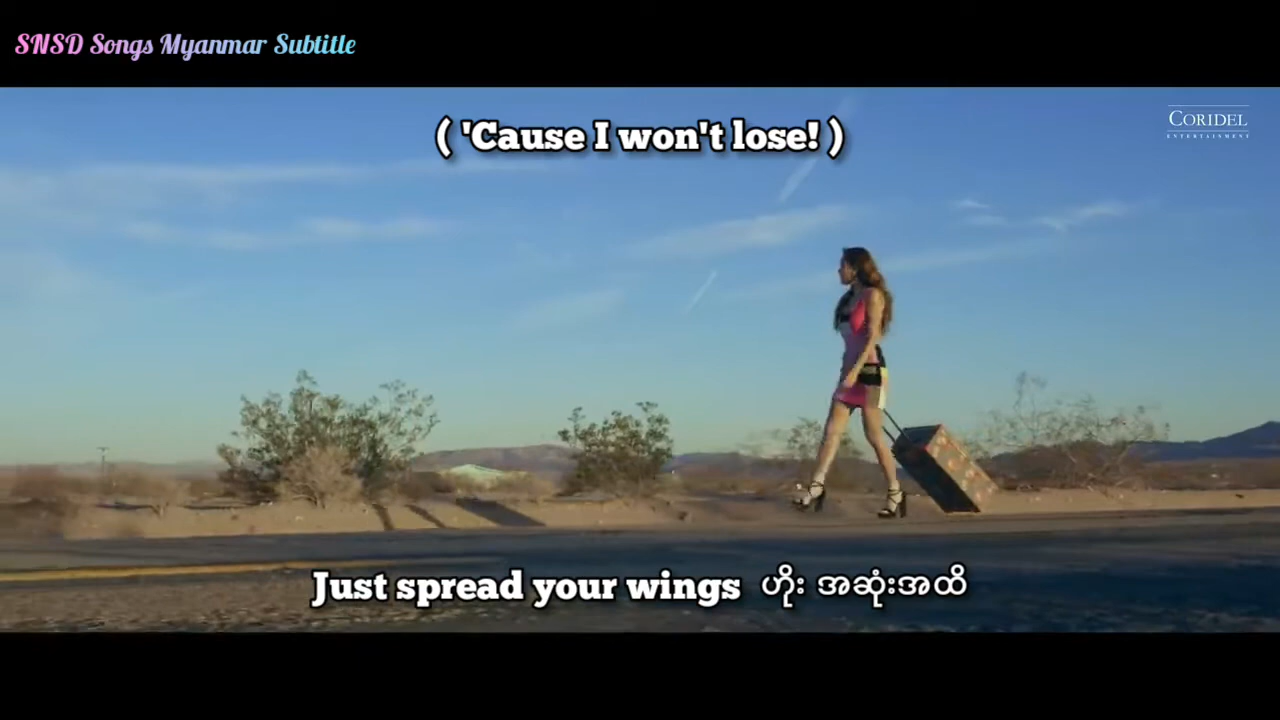 SNSD Songs Myanmar Subtitle
CORIDEL
ENTERTAINMENT
( 'Cause I won't lose! )
Just spread your wings ဟိုး အဆုံးအထိ